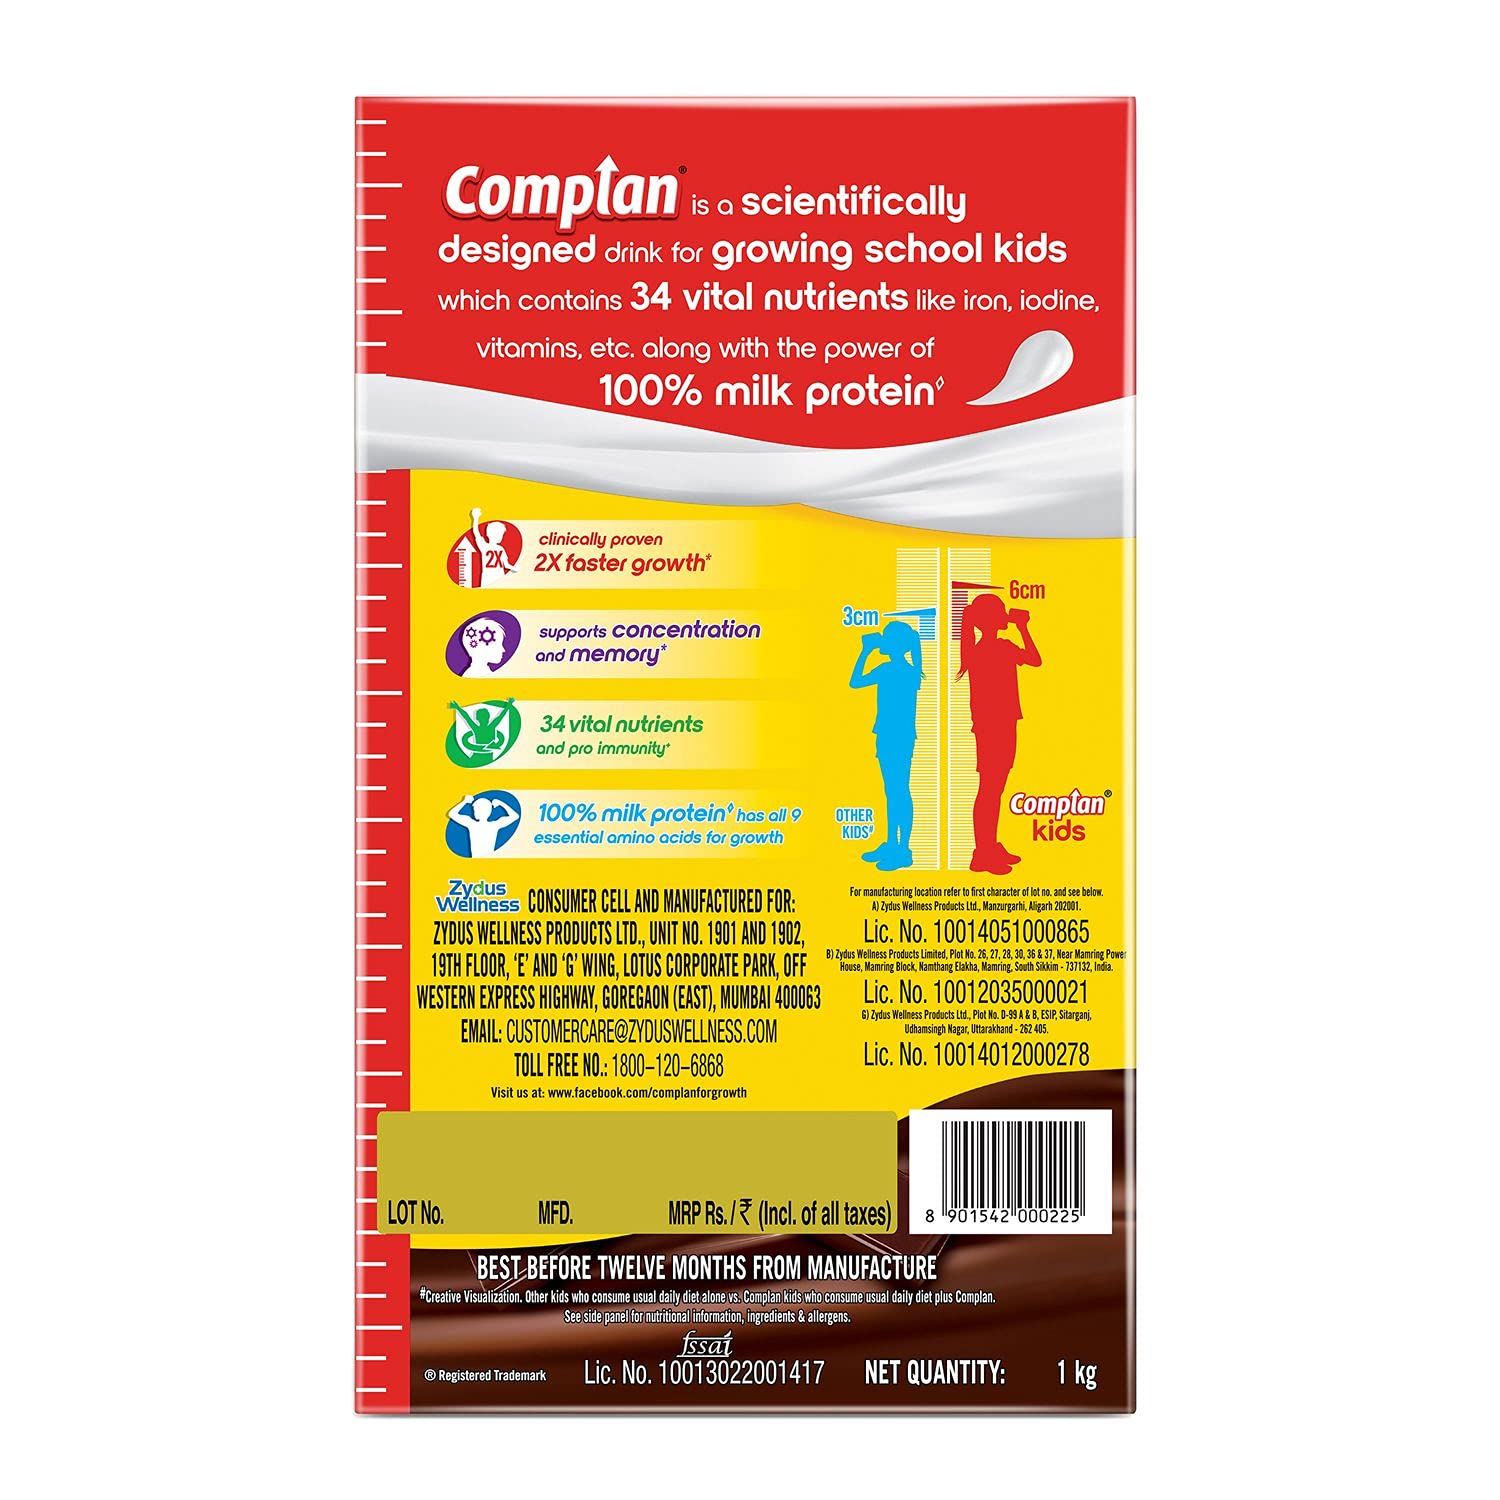 Complan® is a scientifically
designed drink for growing school kids
which contains 34 vital nutrients like iron, iodine,
vitamins, etc. along with the power of
100% milk protein◊
2X
clinically proven
2X faster growth*
supports concentration
and memory*
34 vital nutrients
and pro immunity+
100% milk protein◊ has all 9
essential amino acids for growth
3cm
6cm
OTHER
KIDS#
Complan®
kids
Zydus
Wellness
CONSUMER CELL AND MANUFACTURED FOR:
ZYDUS WELLNESS PRODUCTS LTD., UNIT NO. 1901 AND 1902,
19TH FLOOR, ‘E’ AND ‘G’ WING, LOTUS CORPORATE PARK, OFF
WESTERN EXPRESS HIGHWAY, GOREGAON (EAST), MUMBAI 400063
EMAIL: CUSTOMERCARE@ZYDUSWELLNESS.COM
TOLL FREE NO.: 1800–120–6868
Visit us at: www.facebook.com/complanforgrowth
For manufacturing location refer to first character of lot no. and see below.
A) Zydus Wellness Products Ltd., Manzurgarhi, Aligarh 202001.
Lic. No. 10014051000865
B) Zydus Wellness Products Limited, Plot No. 26, 27, 28, 30, 36 & 37, Near Mamring Power
House, Mamring Block, Namthang Elakha, Mamring, South Sikkim - 737132, India.
Lic. No. 10012035000021
G) Zydus Wellness Products Ltd., Plot No. D-99 A & B, ESIP, Sitarganj,
Udhamsingh Nagar, Uttarakhand - 262 405.
Lic. No. 10014012000278
LOT No. MFD. MRP Rs./₹ (Incl. of all taxes)
8 901542 000225
BEST BEFORE TWELVE MONTHS FROM MANUFACTURE
#Creative Visualization. Other kids who consume usual daily diet alone vs. Complan kids who consume usual daily diet plus Complan.
See side panel for nutritional information, ingredients & allergens.
fssai
® Registered Trademark Lic. No. 10013022001417 NET QUANTITY: 1 kg